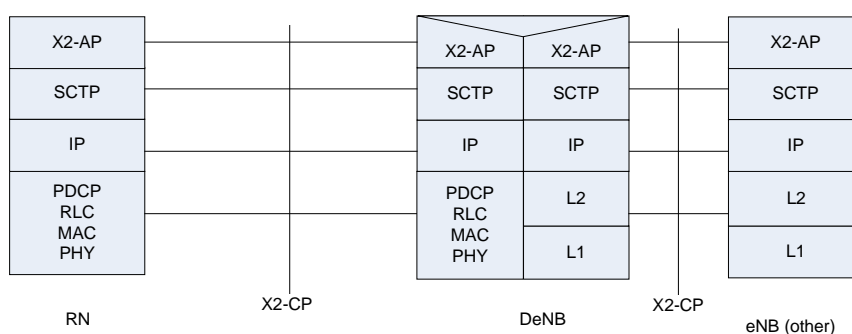 X2-AP
X2-AP X2-AP
X2-AP
SCTP
SCTP SCTP
SCTP
IP
IP IP
IP
PDCP
RLC
MAC
PHY
PDCP
RLC
MAC
PHY
L2
L1
L2
L1
X2-CP
X2-CP
RN
DeNB
eNB (other)